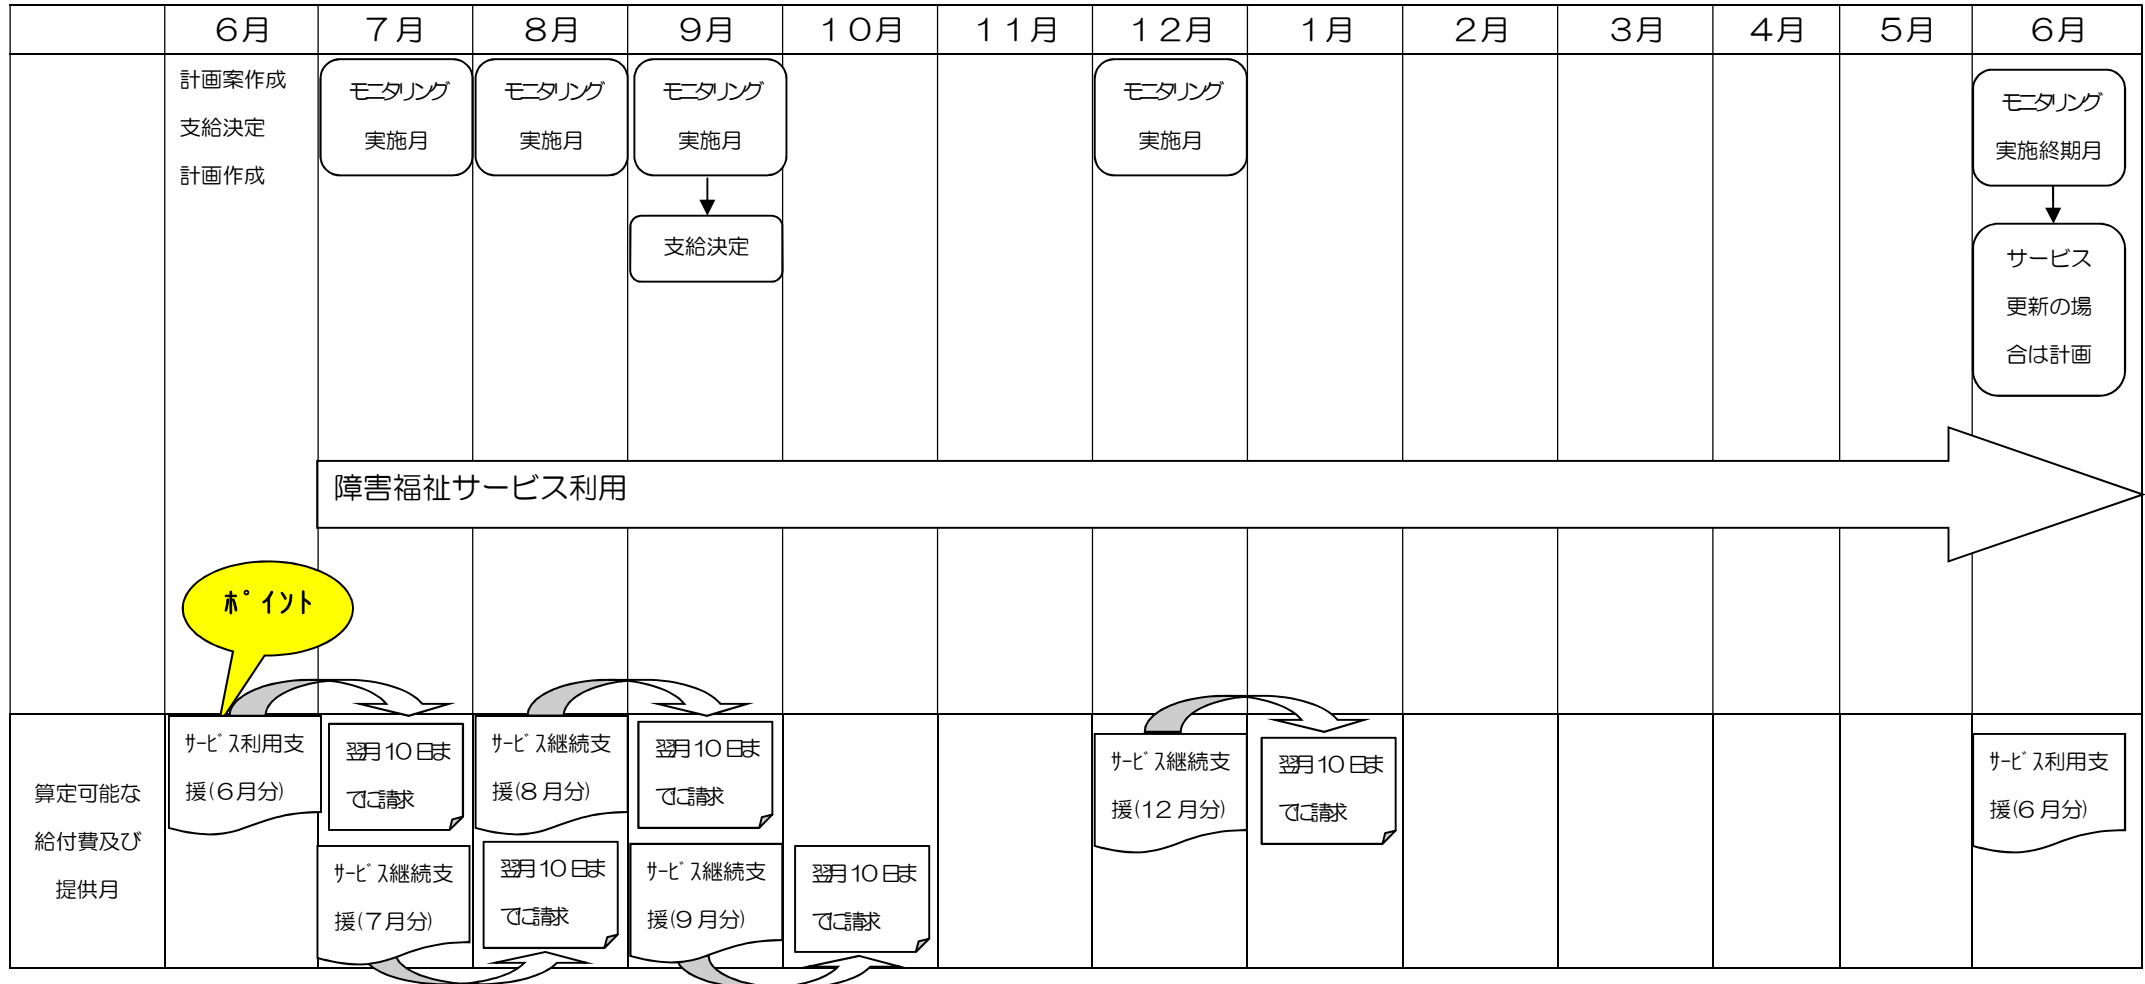 ６月 ７月 ８月 ９月 １０月 １１月 １２月 １月 ２月 ３月 ４月 ５月 ６月
計画案作成
支給決定
計画作成
モニタリング
実施月
モニタリング
実施月
モニタリング
実施月
支給決定
モニタリング
実施月
モニタリング
実施終期月
サービス
更新の場
合は計画
障害福祉サービス利用
ﾎﾟｲﾝﾄ
算定可能な
給付費及び
提供月
ｻｰﾋﾞｽ利用支
援(６月分)
翌月10日ま
でに請求
ｻｰﾋﾞｽ継続支
援(７月分)
ｻｰﾋﾞｽ継続支
援(８月分)
翌月10日ま
でに請求
翌月10日ま
でに請求
ｻｰﾋﾞｽ継続支
援(９月分)
翌月10日ま
でに請求
ｻｰﾋﾞｽ継続支
援(12月分)
翌月10日ま
でに請求
ｻｰﾋﾞｽ利用支
援(６月分)